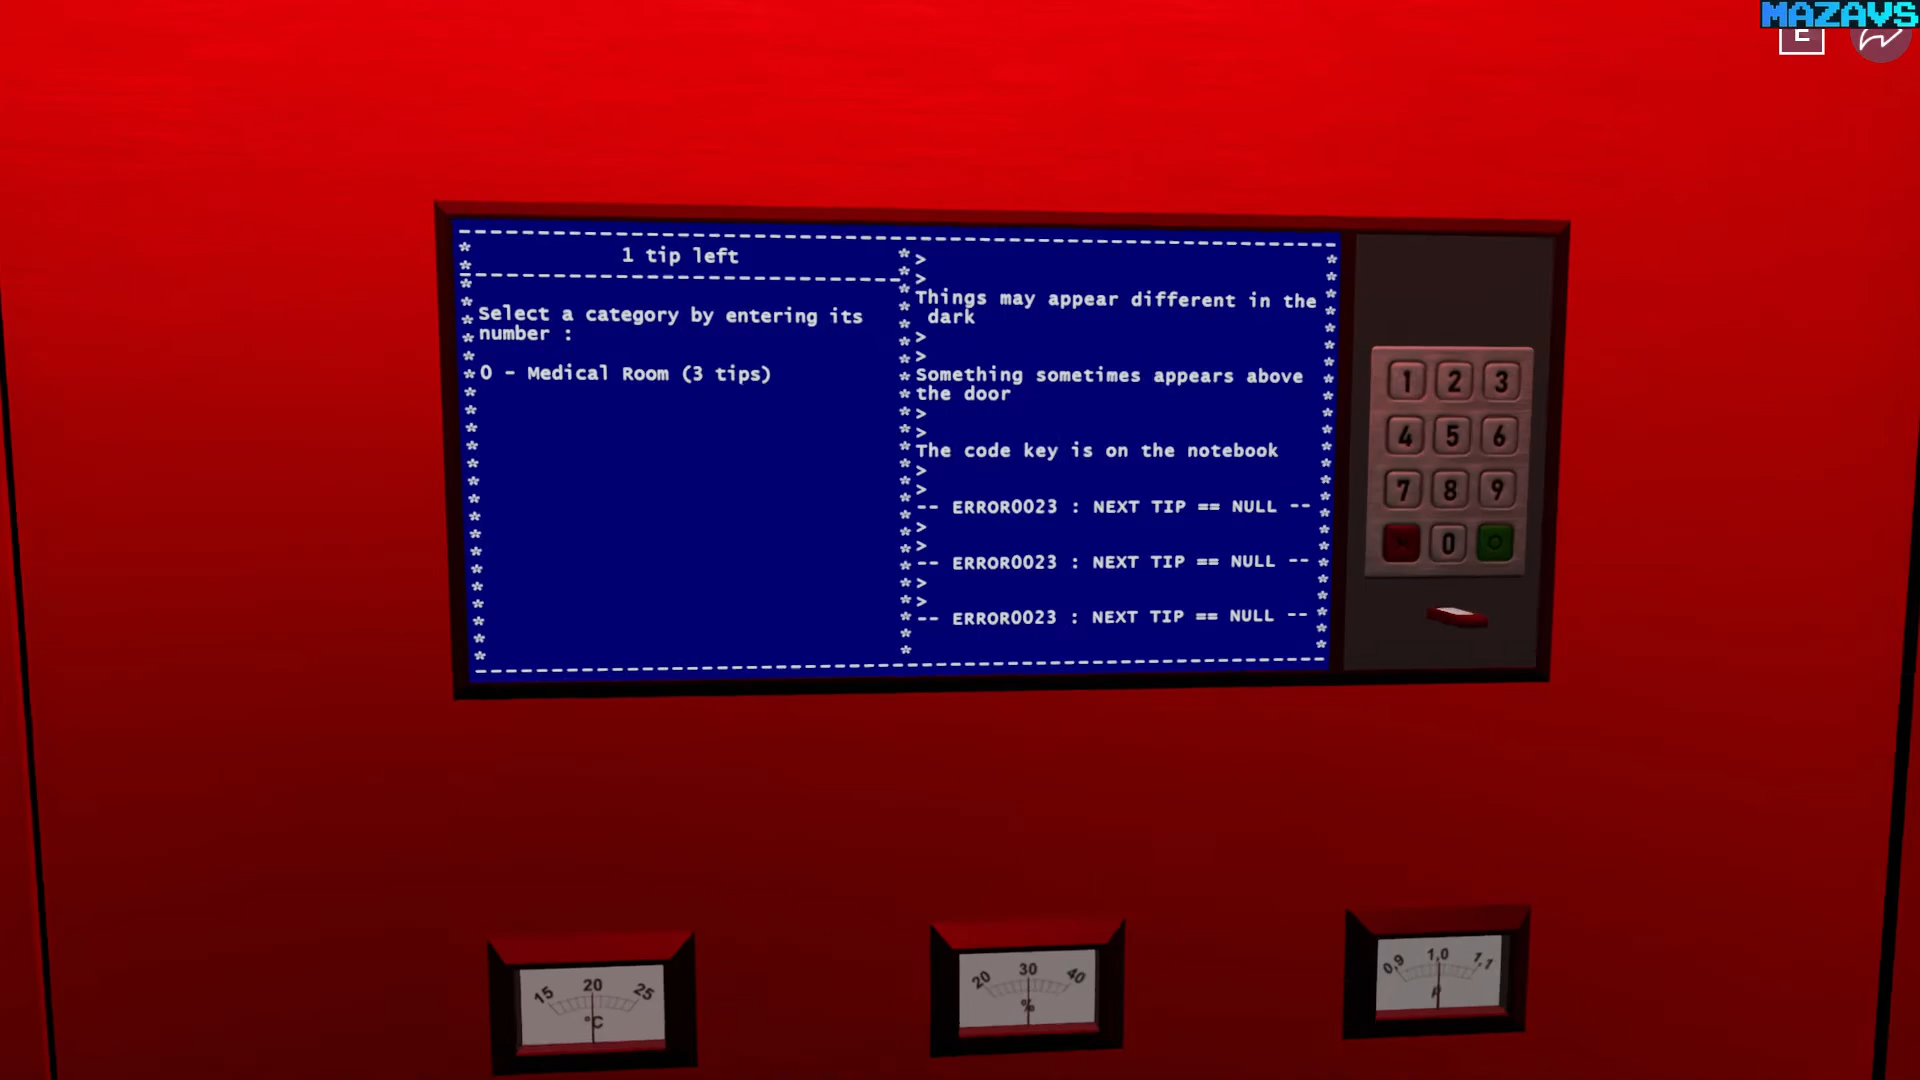 MAZAVS
E
1 tip left
Select a category by entering its
number :
0 - Medical Room (3 tips)
>
>
Things may appear different in the
dark
>
>
Something sometimes appears above
the door
>
>
The code key is on the notebook
>
>
-- ERROR0023 : NEXT TIP == NULL --
>
>
-- ERROR0023 : NEXT TIP == NULL --
>
>
-- ERROR0023 : NEXT TIP == NULL --
1 2 3
4 5 6
7 8 9
0
15 20 25
°C
20 30 40
%
0,9 1,0 1,1
P